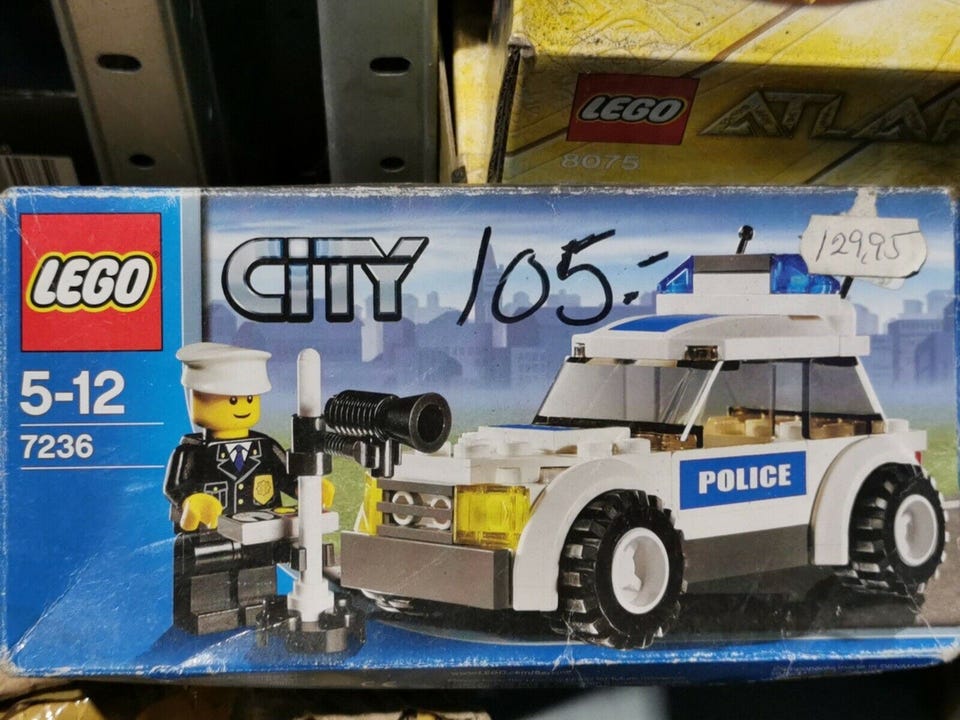 LEGO
ATLA
8075
LEGO
CITY
105.-
129,95
5-12
7236
POLICE